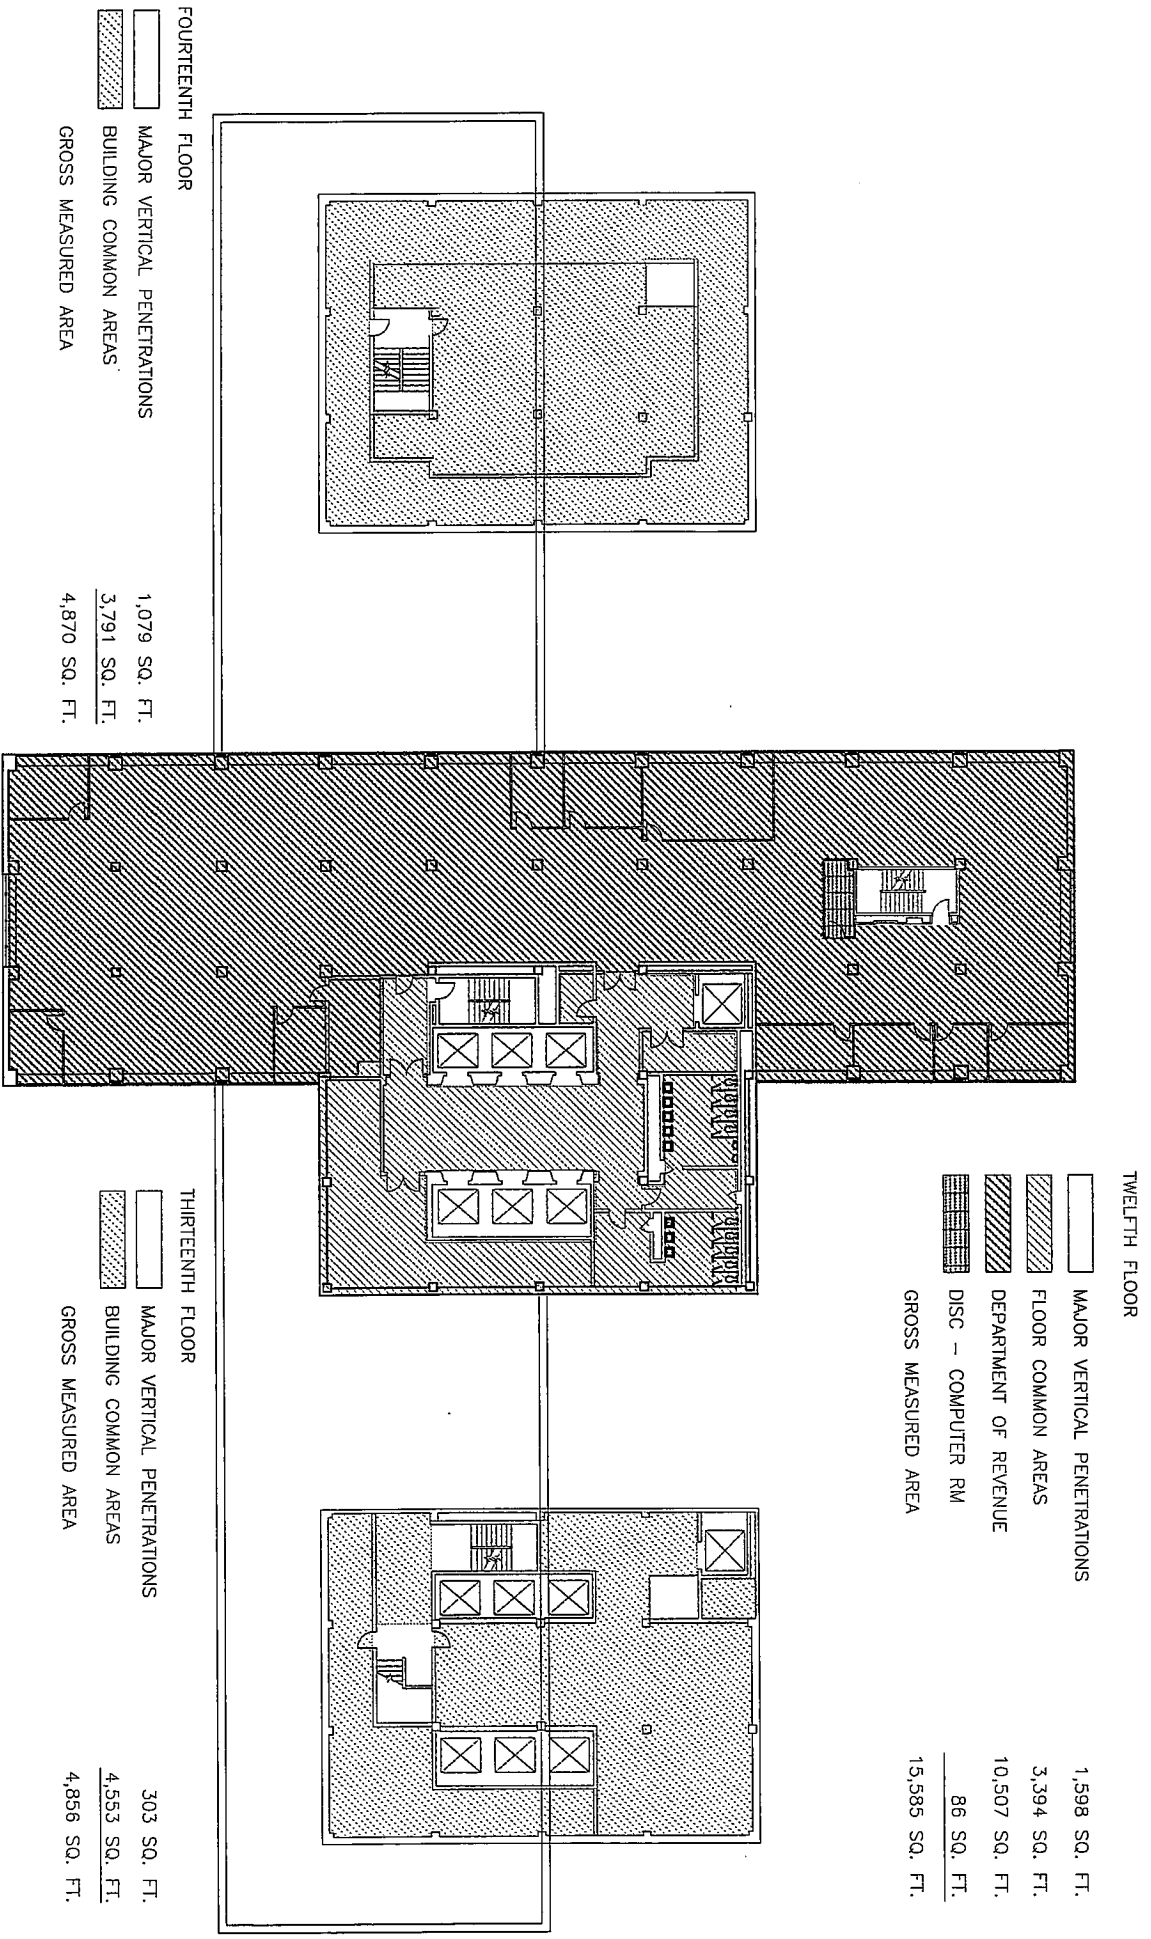 TWELFTH FLOOR
MAJOR VERTICAL PENETRATIONS 1,598 SQ. FT.
FLOOR COMMON AREAS 3,394 SQ. FT.
DEPARTMENT OF REVENUE 10,507 SQ. FT.
DISC - COMPUTER RM 86 SQ. FT.
GROSS MEASURED AREA 15,585 SQ. FT.
FOURTEENTH FLOOR
MAJOR VERTICAL PENETRATIONS 1,079 SQ. FT.
BUILDING COMMON AREAS 3,791 SQ. FT.
GROSS MEASURED AREA 4,870 SQ. FT.
THIRTEENTH FLOOR
MAJOR VERTICAL PENETRATIONS 303 SQ. FT.
BUILDING COMMON AREAS 4,553 SQ. FT.
GROSS MEASURED AREA 4,856 SQ. FT.